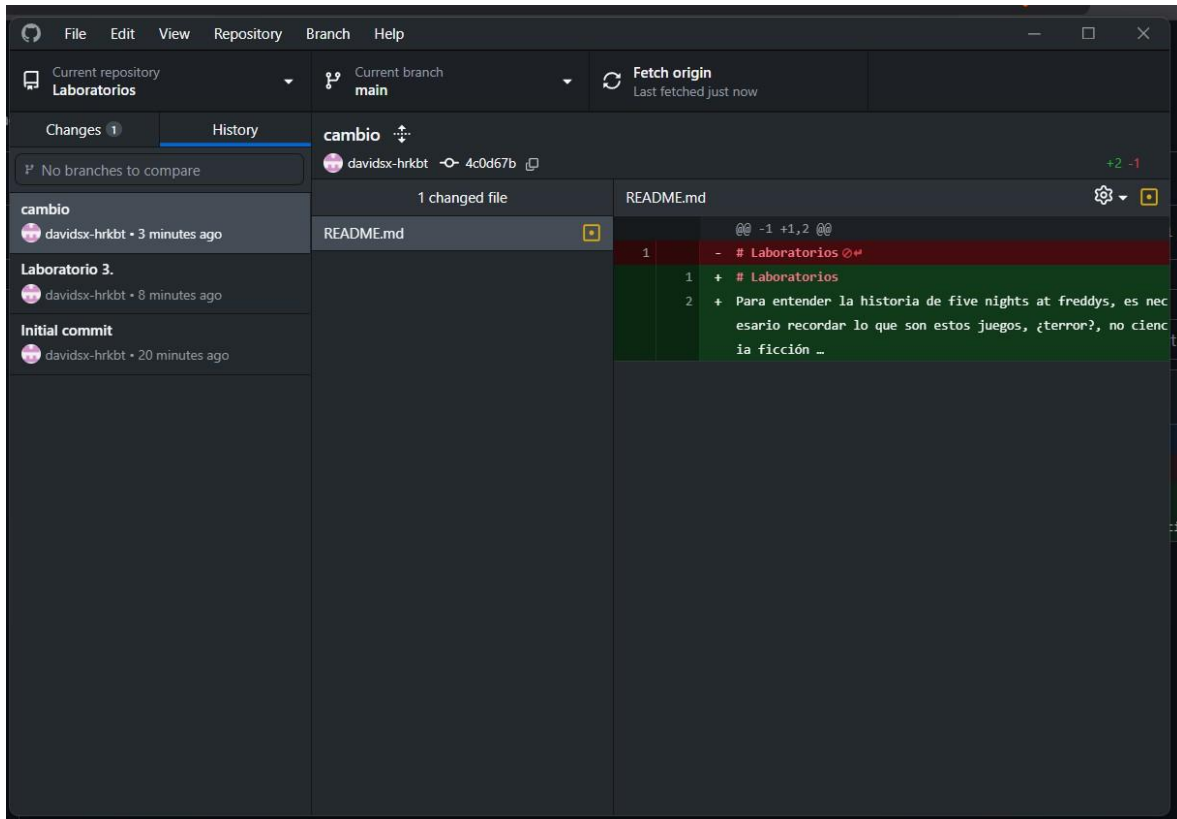 File Edit View Repository Branch Help
Current repository
Laboratorios
Current branch
main
Fetch origin
Last fetched just now
Changes 1
History
No branches to compare
cambio
davidsx-hrkbt • 3 minutes ago
Laboratorio 3.
davidsx-hrkbt • 8 minutes ago
Initial commit
davidsx-hrkbt • 20 minutes ago
cambio
davidsx-hrkbt 4c0d67b
+2 -1
1 changed file
README.md
README.md
@@ -1 +1,2 @@
1 - # Laboratorios
1 + # Laboratorios
2 + Para entender la historia de five nights at freddys, es nec
esario recordar lo que son estos juegos, ¿terror?, no cienc
ia ficción …